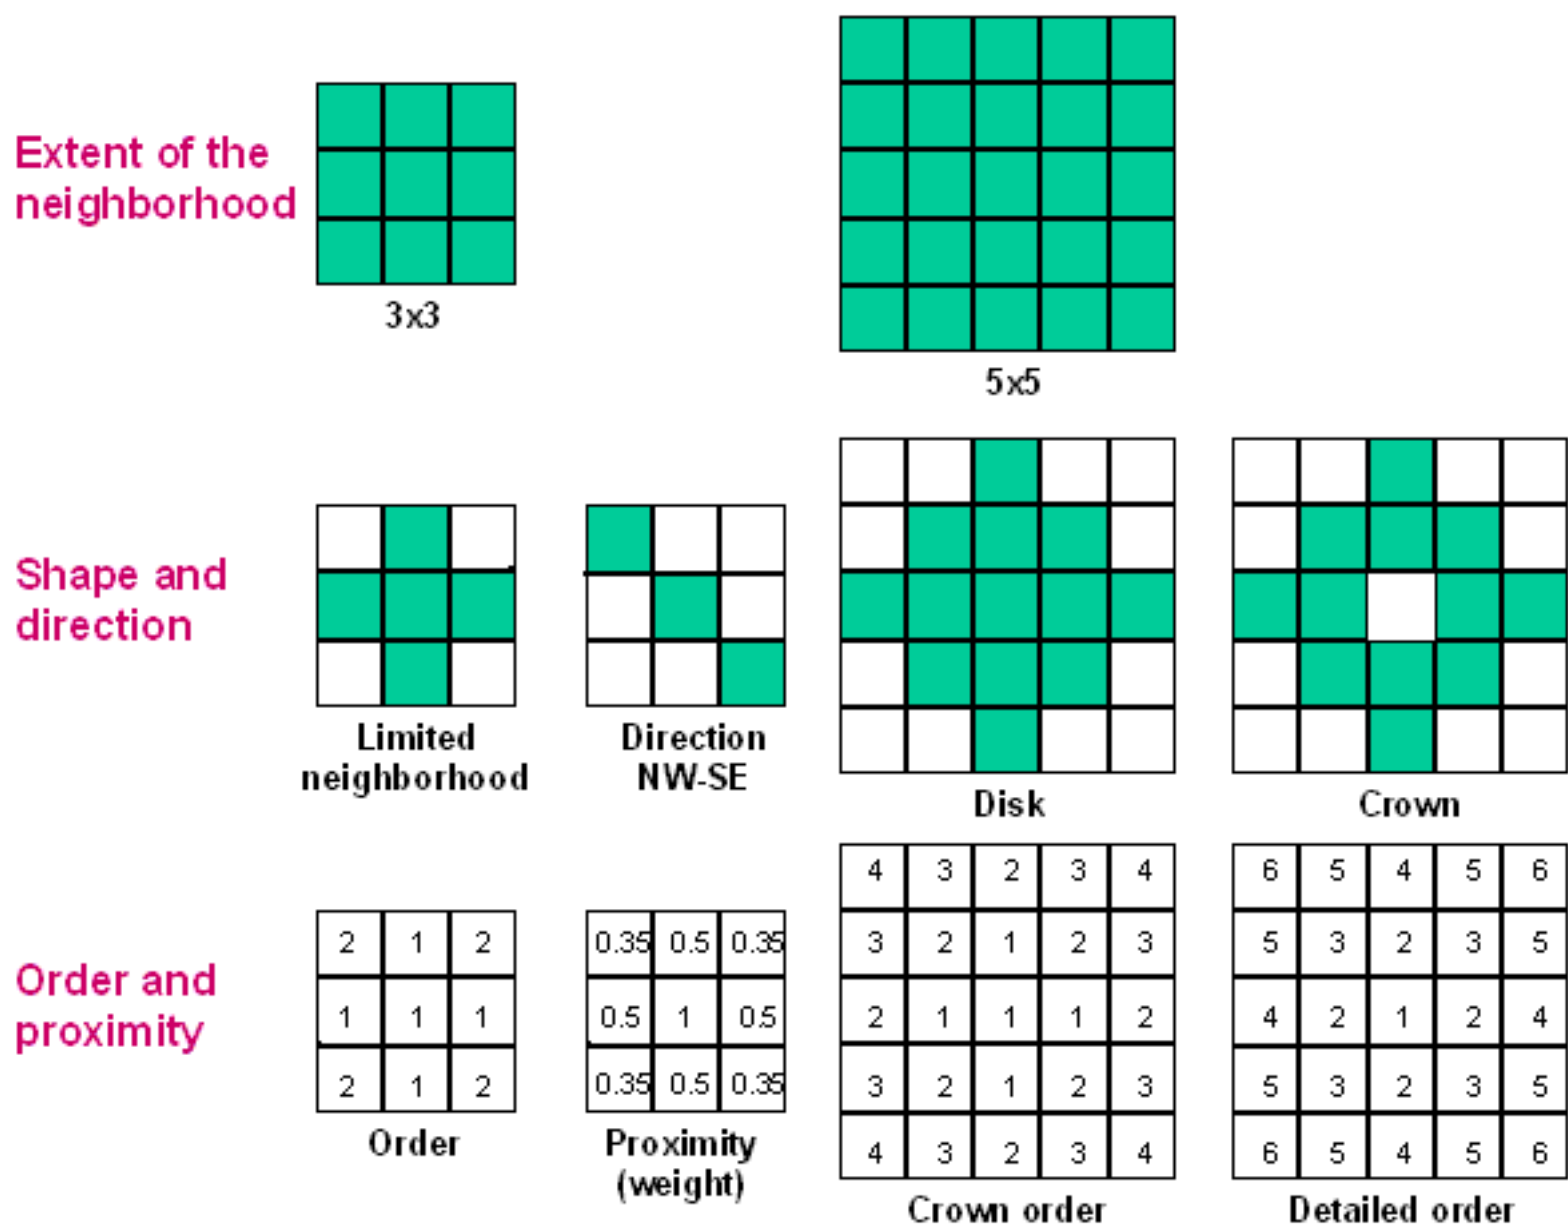 Extent of the
neighborhood
3x3
5x5
Shape and
direction
Limited
neighborhood
Direction
NW-SE
Disk
Crown
Order and
proximity
2 1 2
1 1 1
2 1 2
Order
0.35 0.5 0.35
0.5 1 0.5
0.35 0.5 0.35
Proximity
(weight)
4 3 2 3 4
3 2 1 2 3
2 1 1 1 2
3 2 1 2 3
4 3 2 3 4
Crown order
6 5 4 5 6
5 3 2 3 5
4 2 1 2 4
5 3 2 3 5
6 5 4 5 6
Detailed order